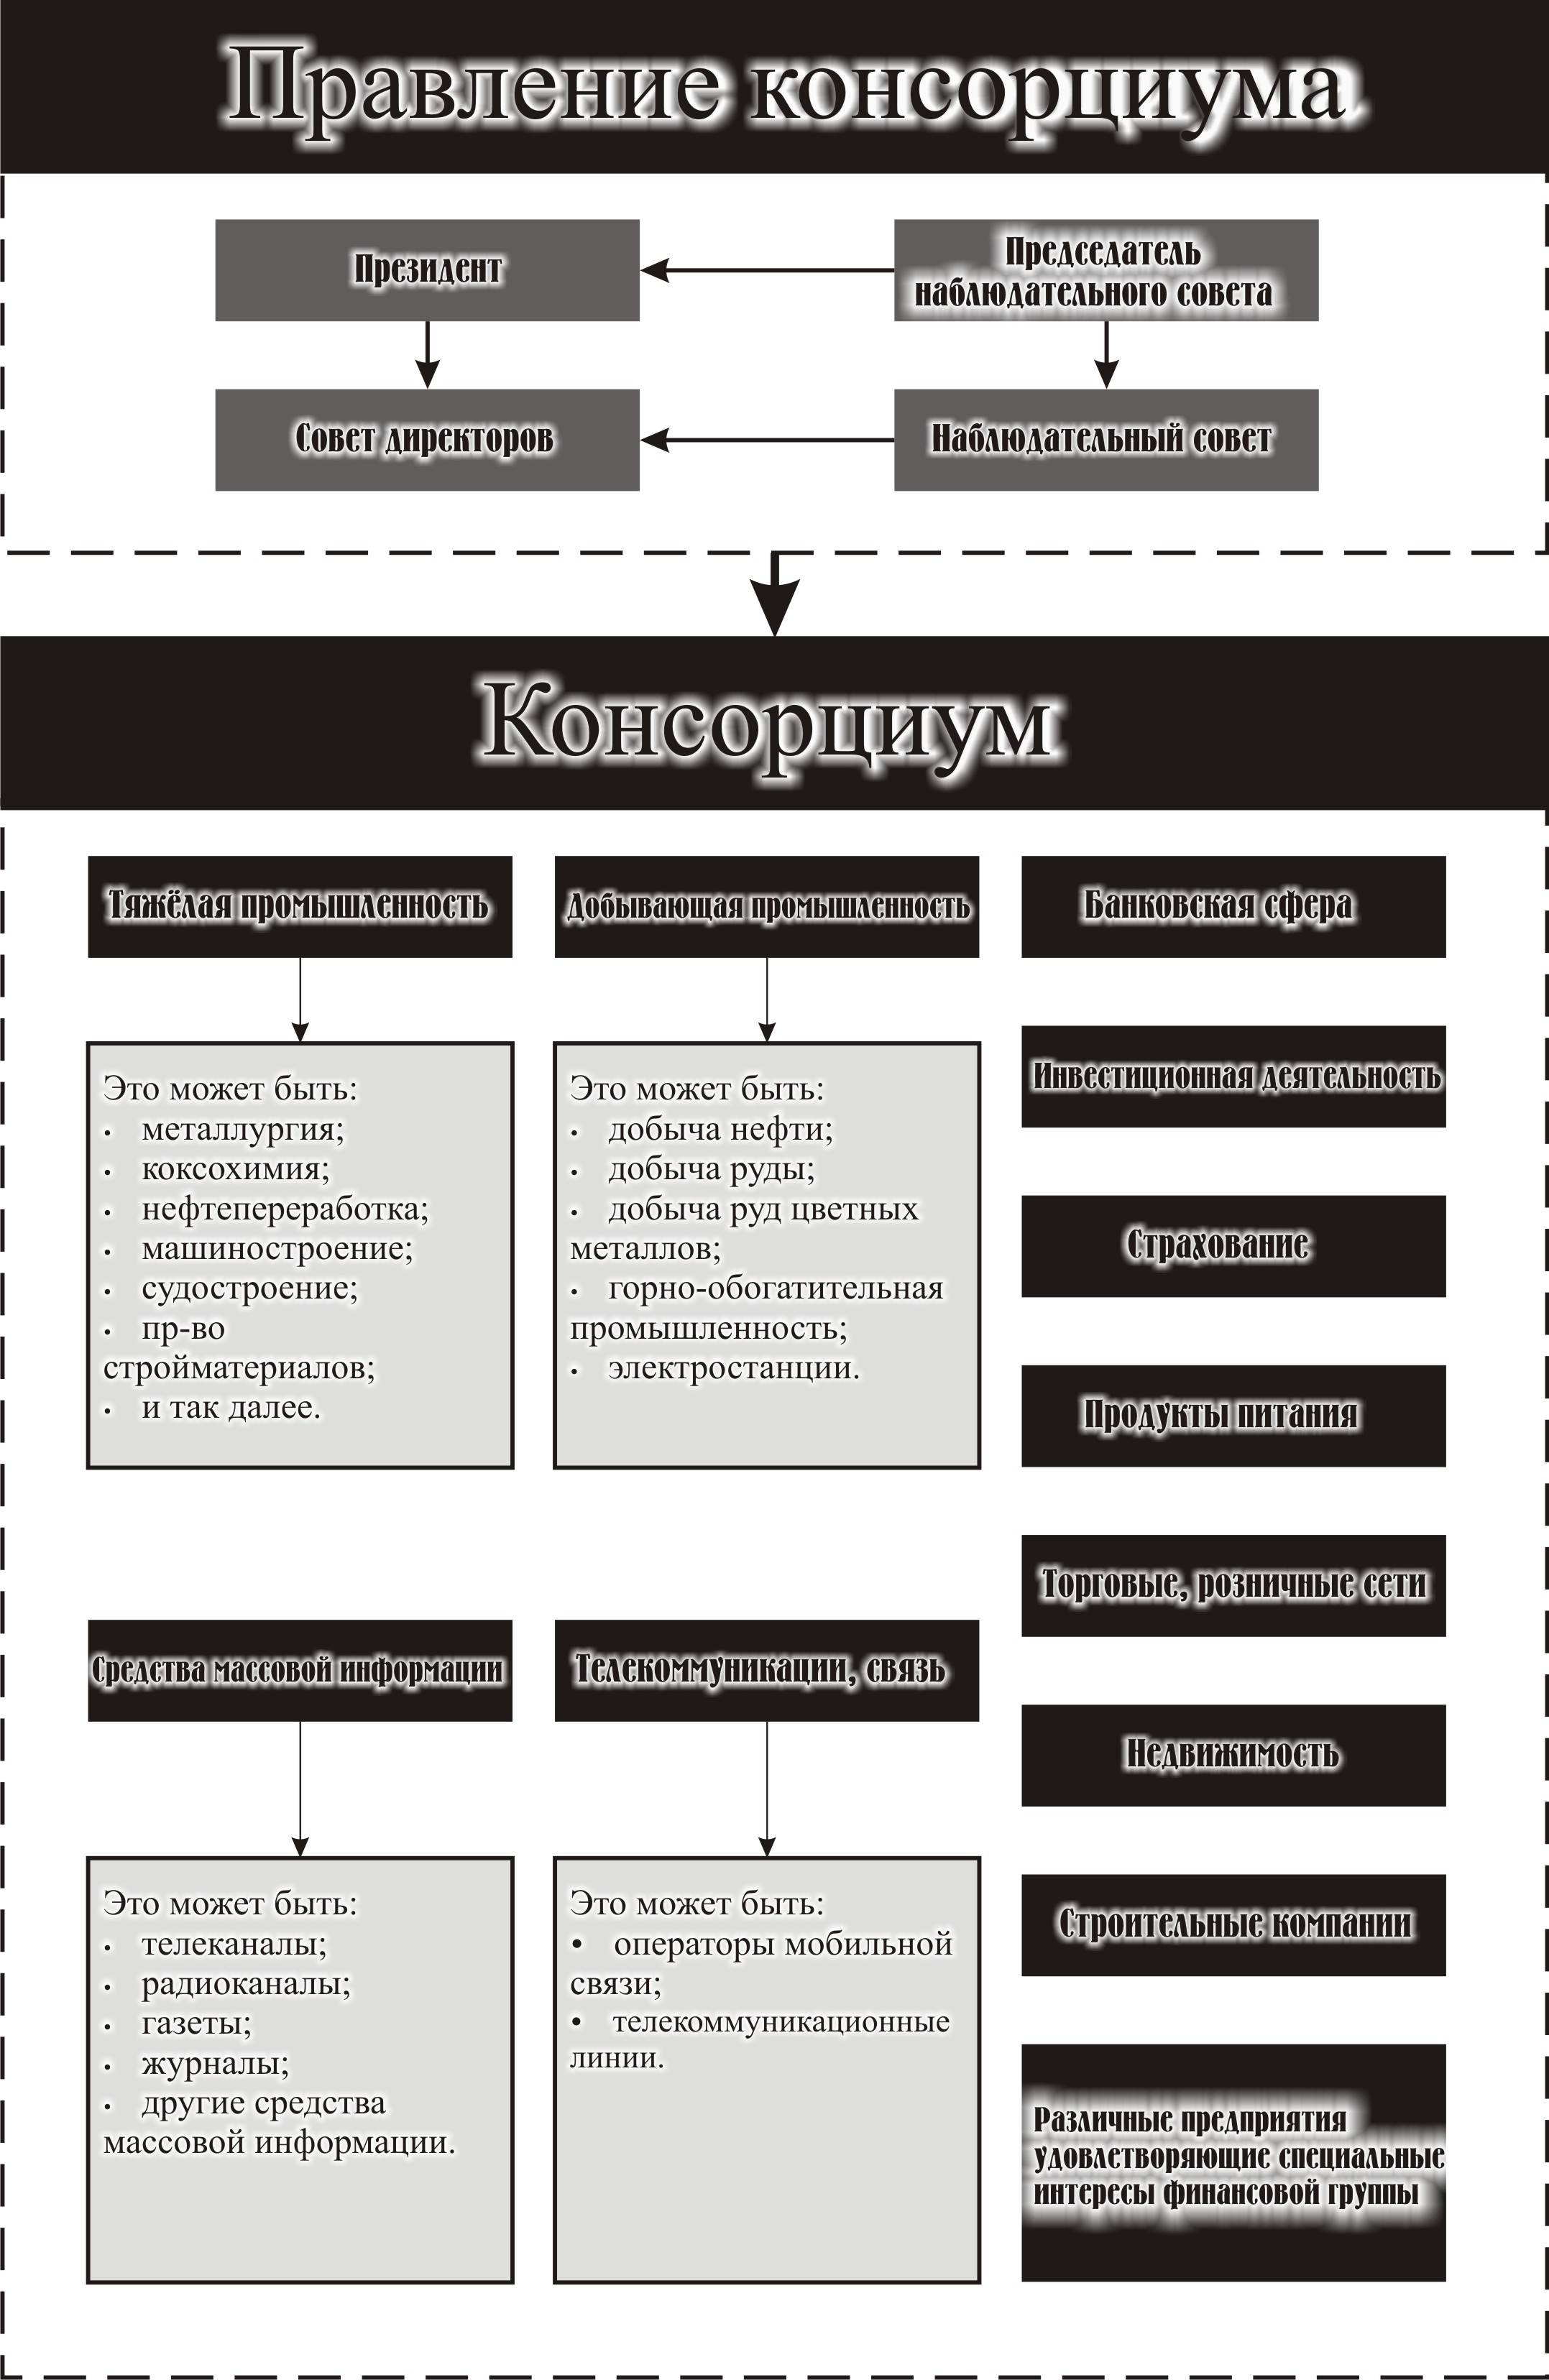 Правление консорциума
Президент
Председатель
наблюдательного совета
Совет директоров
Наблюдательный совет
Консорциум
Тяжёлая промышленность
Добывающая промышленность
Банковская сфера
Это может быть:
• металлургия;
• коксохимия;
• нефтепереработка;
• машиностроение;
• судостроение;
• пр-во
стройматериалов;
• и так далее.
Это может быть:
• добыча нефти;
• добыча руды;
• добыча руд цветных
металлов;
• горно-обогатительная
промышленность;
• электростанции.
Инвестиционная деятельность
Страхование
Продукты питания
Торговые, розничные сети
Средства массовой информации
Телекоммуникации, связь
Недвижимость
Это может быть:
• телеканалы;
• радиоканалы;
• газеты;
• журналы;
• другие средства
массовой информации.
Это может быть:
• операторы мобильной
связи;
• телекоммуникационные
линии.
Строительные компании
Различные предприятия
удовлетворяющие специальные
интересы финансовой группы